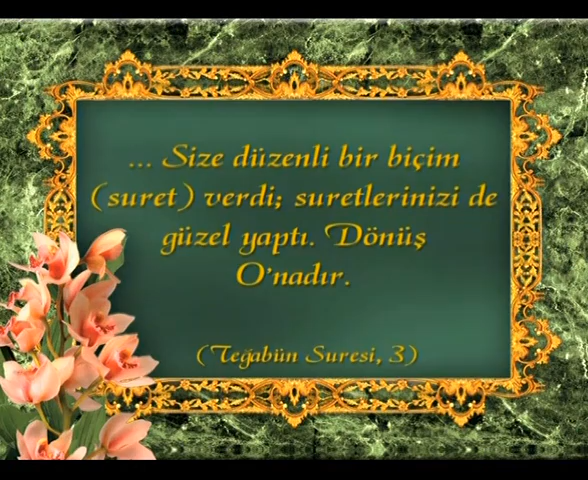 ... Size düzenli bir biçim
(suret) verdi; suretlerinizi de
güzel yaptı. Dönüş
O'nadır.
(Teğabün Suresi, 3)